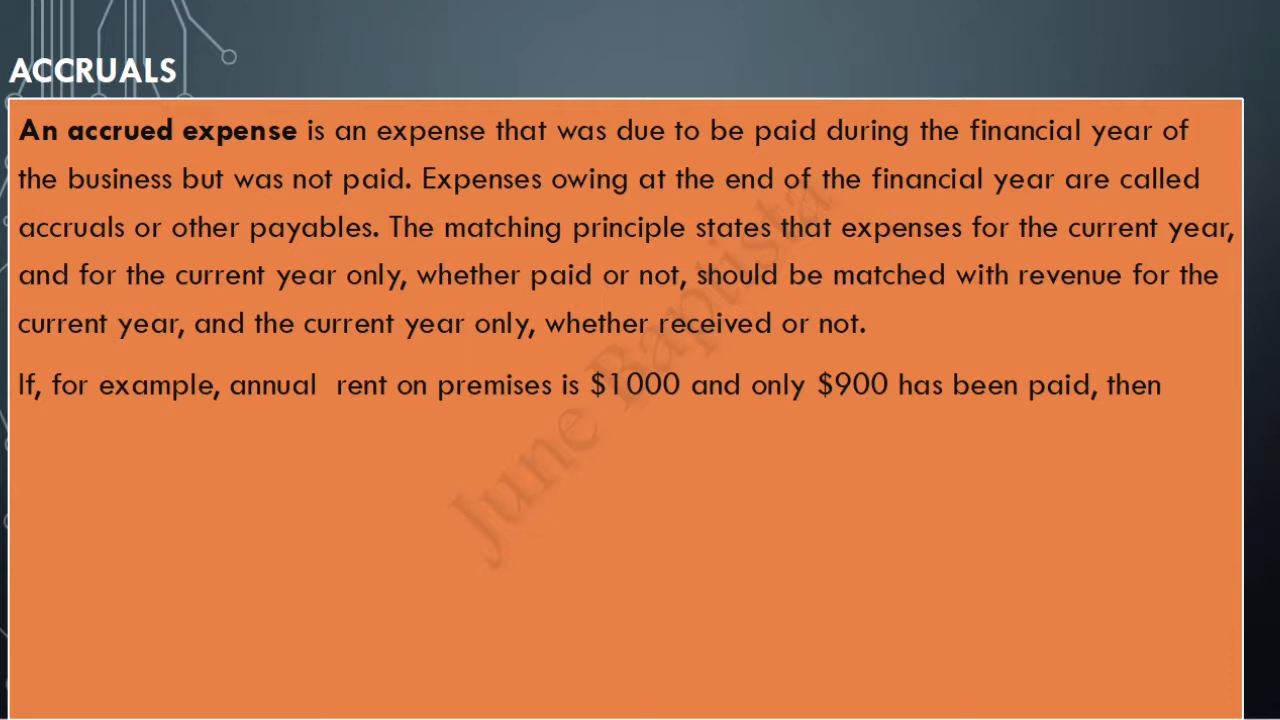 ACCRUALS
An accrued expense is an expense that was due to be paid during the financial year of
the business but was not paid. Expenses owing at the end of the financial year are called
accruals or other payables. The matching principle states that expenses for the current year,
and for the current year only, whether paid or not, should be matched with revenue for the
current year, and the current year only, whether received or not.
If, for example, annual rent on premises is $1000 and only $900 has been paid, then
June Baptista